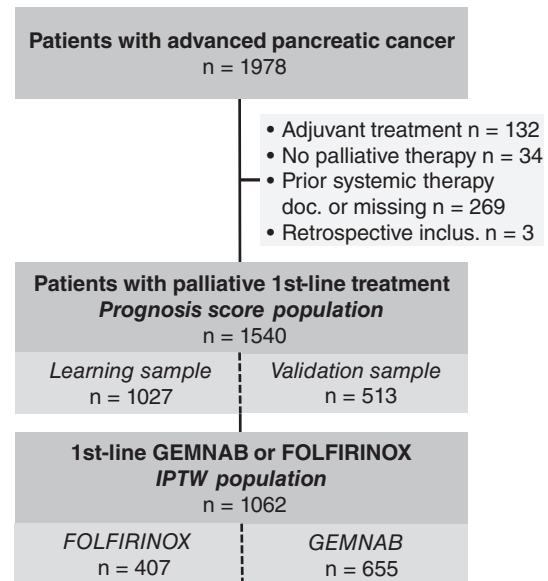 Patients with advanced pancreatic cancer
n = 1978
• Adjuvant treatment n = 132
• No palliative therapy n = 34
• Prior systemic therapy
doc. or missing n = 269
• Retrospective inclus. n = 3
Patients with palliative 1st-line treatment
Prognosis score population
n = 1540
Learning sample
n = 1027
Validation sample
n = 513
1st-line GEMNAB or FOLFIRINOX
IPTW population
n = 1062
FOLFIRINOX
n = 407
GEMNAB
n = 655